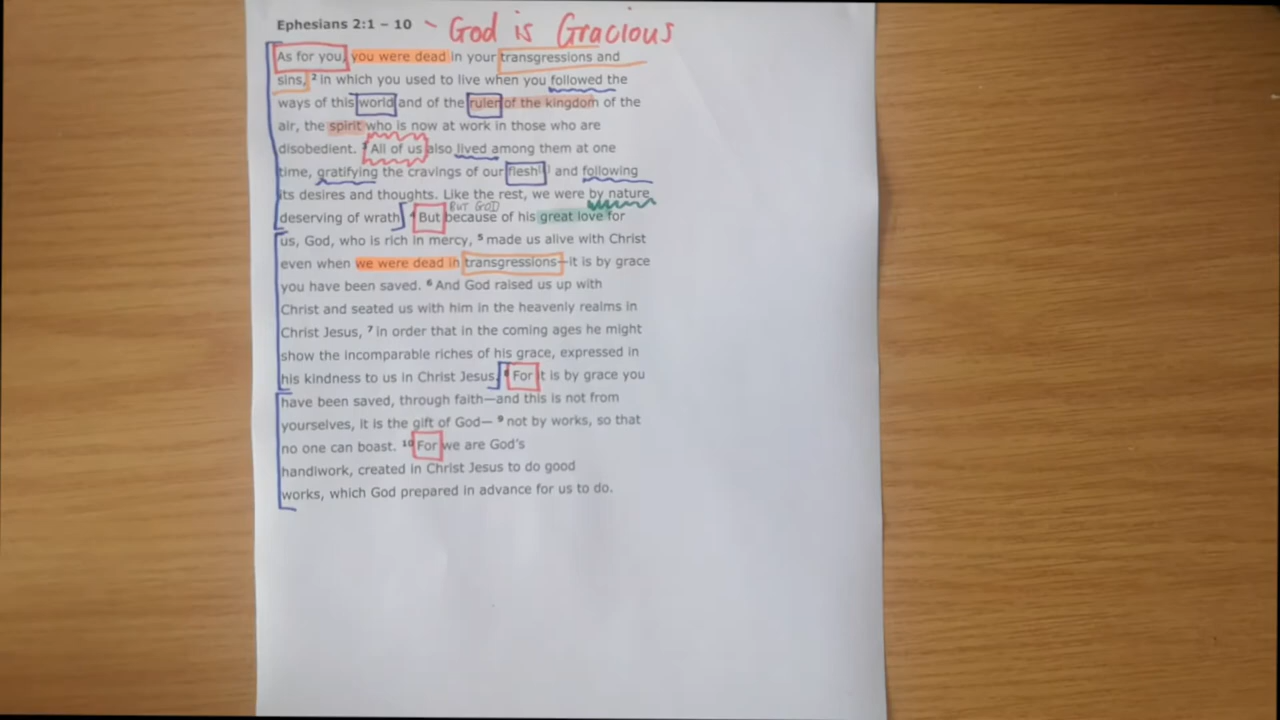 Ephesians 2:1 – 10 ~ God is Gracious
As for you, you were dead in your transgressions and
sins, ² in which you used to live when you followed the
ways of this world and of the ruler of the kingdom of the
air, the spirit who is now at work in those who are
disobedient. ³ All of us also lived among them at one
time, gratifying the cravings of our flesh and following
its desires and thoughts. Like the rest, we were by nature
BUT GOD
deserving of wrath. ⁴ But because of his great love for
us, God, who is rich in mercy, ⁵ made us alive with Christ
even when we were dead in transgressions—it is by grace
you have been saved. ⁶ And God raised us up with
Christ and seated us with him in the heavenly realms in
Christ Jesus, ⁷ in order that in the coming ages he might
show the incomparable riches of his grace, expressed in
his kindness to us in Christ Jesus. ⁸ For it is by grace you
have been saved, through faith—and this is not from
yourselves, it is the gift of God— ⁹ not by works, so that
no one can boast. ¹⁰ For we are God's
handiwork, created in Christ Jesus to do good
works, which God prepared in advance for us to do.